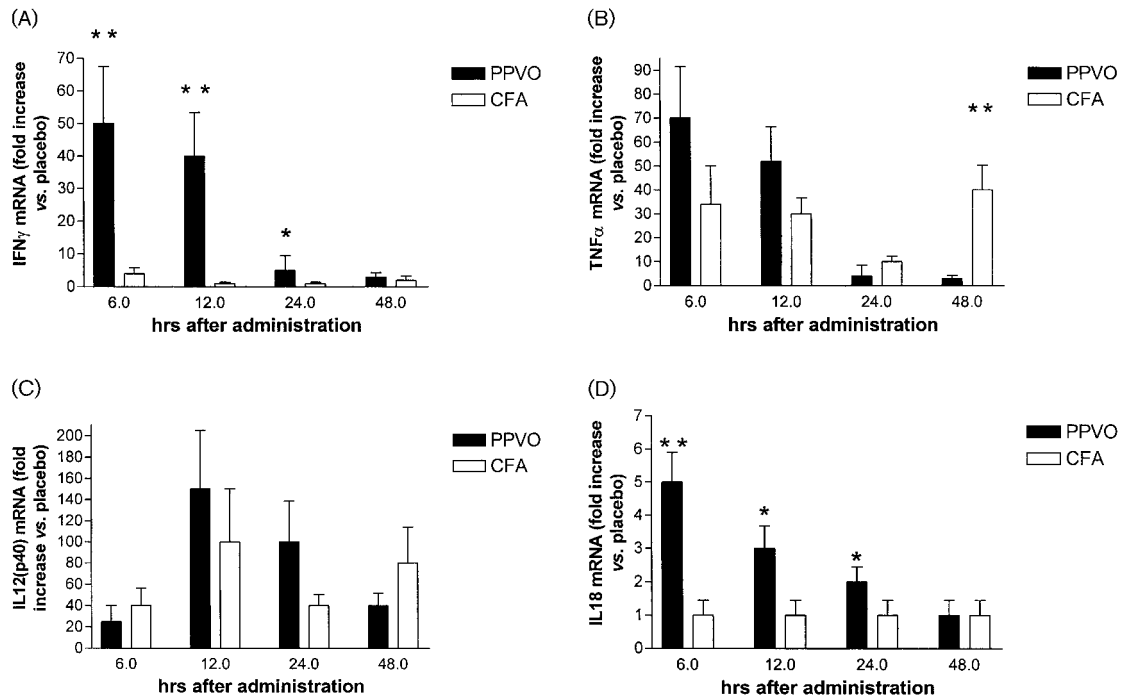 (A)
* *
* *
*
70
60
50
40
30
20
10
0
IFNγ mRNA (fold increase
vs. placebo)
6.0 12.0 24.0 48.0
hrs after administration
PPVO
CFA
(B)
* *
90
80
70
60
50
40
30
20
10
0
TNFα mRNA (fold increase
vs. placebo)
6.0 12.0 24.0 48.0
hrs after administration
PPVO
CFA
(C)
200
180
160
140
120
100
80
60
40
20
0
IL12(p40) mRNA (fold
increase vs. placebo)
6.0 12.0 24.0 48.0
hrs after administration
PPVO
CFA
(D)
* *
*
*
7
6
5
4
3
2
1
0
IL18 mRNA (fold increase
vs. placebo)
6.0 12.0 24.0 48.0
hrs after administration
PPVO
CFA